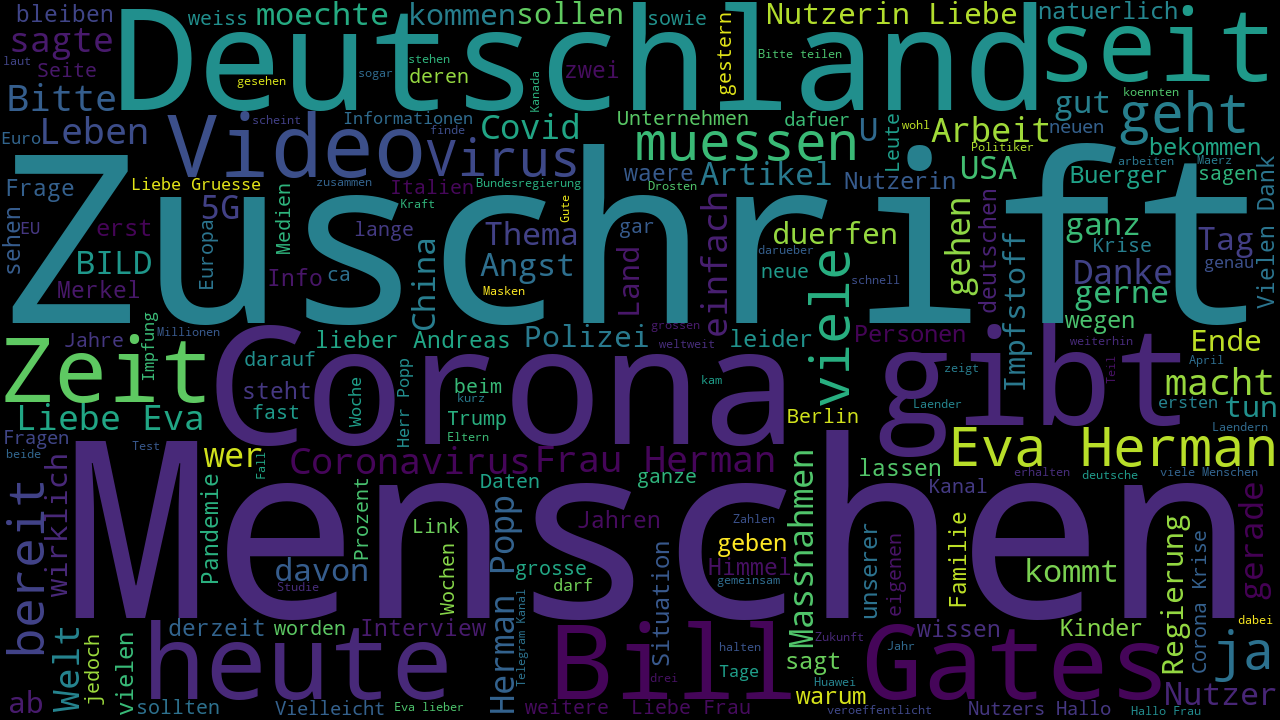 bleiben
weiss
moechte
kommen
sollen
sowie
Nutzerin Liebe
natuerlich
sagte
Deutschland
seit
gestern
Bitte teilen
laut
Seite
gesehen
sogar
stehen
deren
Kanada
zwei
Bitte
koennten
gut
geht
Euro
Leben
Video
scheint
Informationen
finde
Covid
Virus
Unternehmen
dafuer
muessen
U
Leute
wohl
Arbeit
Politiker
neuen
bekommen
USA
arbeiten
Maerz
Frage
Liebe Gruesse
zusammen
Italien
Bundesregierung
waere
Drosten
Artikel
Nutzerin
Buerger
sagen
5G
Kraft
Gute
Zuschrift
sehen
EU
erst
Europa
Medien
lange
Thema
gar
einfach
duerfen
darueber
gehen
deutschen
ganz
Krise
Tag
Vielen Dank
BILD
Info
ca
China
Angst
Land
neue
viele
schnell
Impfstoff
Danke
genau
Merkel
Masken
gerne
wegen
Jahre
Impfung
Millionen
lieber Andreas
Polizei
grossen
weltweit
leider
Personen
weiterhin
Ende
Zeit
Corona
gibt
darauf
Herr Popp
beim
kurz
kam
zeigt
Teil
April
macht
steht
Woche
fast
Trump
Eltern
Berlin
Laender
ersten
tun
Laendern
Liebe Eva
Fragen
beide
Test
wer
Fall
Coronavirus
Frau Herman
Eva Herman
lassen
erhalten
deutsche
viele Menschen
Menschen
bereit
wirklich
Pandemie
Prozent
Daten
ganze
Massnahmen
Kanal
gerade
Link
Jahren
Zahlen
geben
unserer
eigenen
Familie
Regierung
Corona Krise
davon
Studie
Wochen
Herman Popp
grosse
darf
Situation
Himmel
gemeinsam
kommt
Welt
jedoch
vielen
derzeit
worden
Interview
Telegram Kanal
heute
Bill Gates
halten
Zukunft
wissen
Kinder
dabei
ja
drei
Tage
sagt
Jahr
Huawei
ab
sollten
Vielleicht
Eva lieber
weitere
Liebe Frau
warum
veroeffentlicht
Nutzers Hallo
Hallo Frau
Nutzer